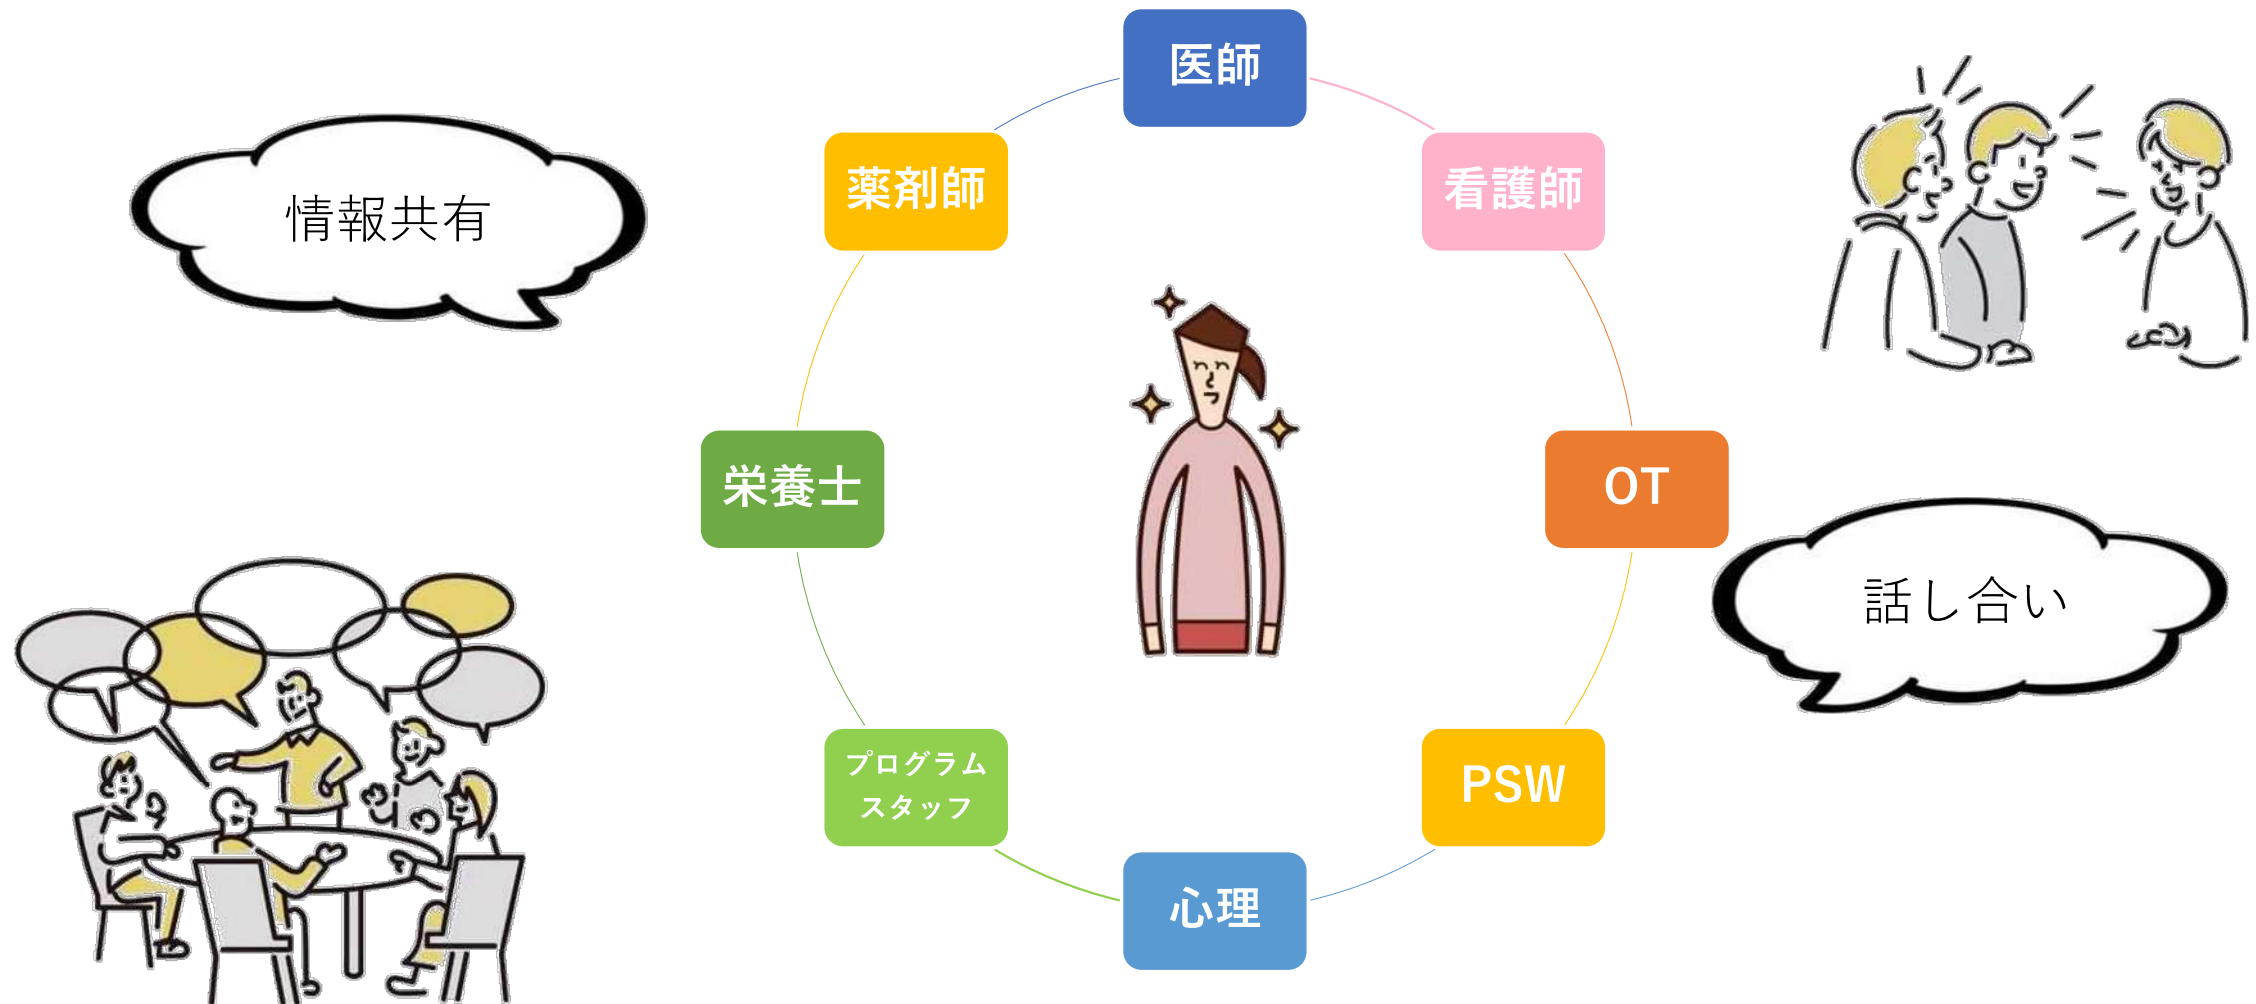 医師
薬剤師
看護師
情報共有
栄養士
OT
話し合い
プログラム
スタッフ
PSW
心理